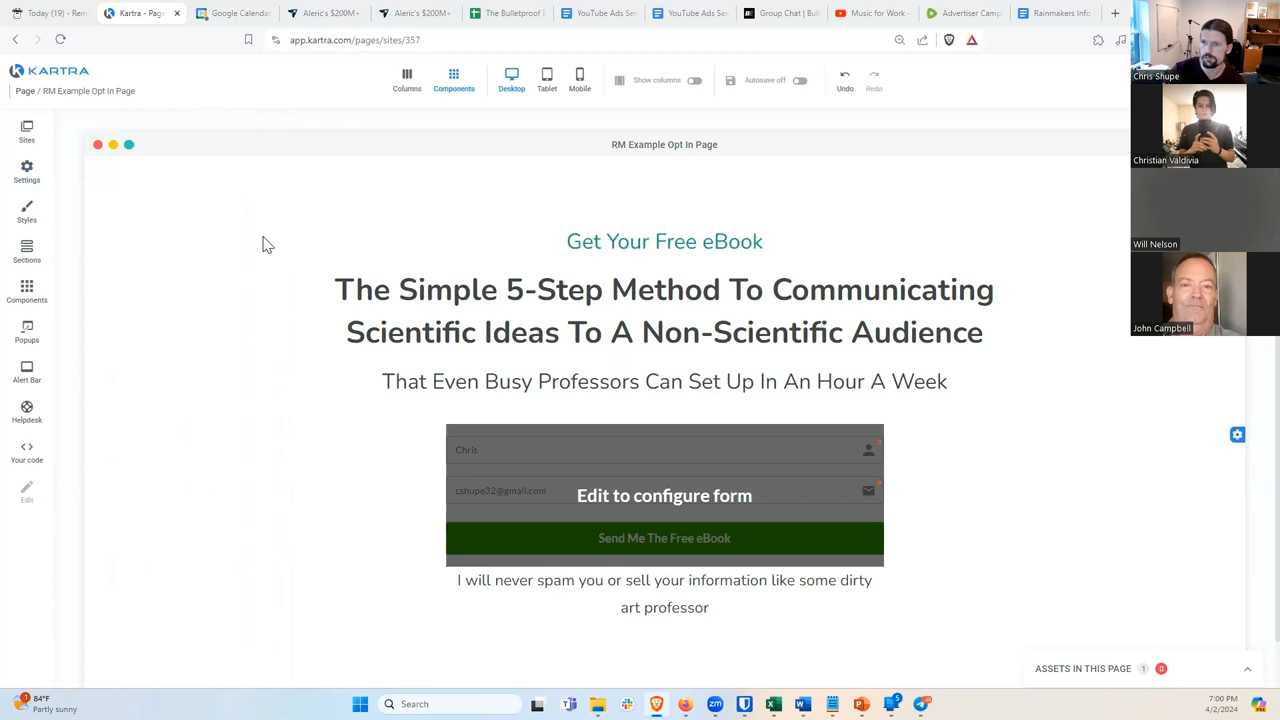 Today (19) - Rem
Kartra - Page
Google Calendar
Aleric's $200M+
Aleric's $200M+
The Bulletproof E
YouTube Ads Ser
YouTube Ads Ser
Group Chat | Bull
Music for Work
Advertiser Camp
Rainmakers Info
app.kartra.com/pages/sites/357
KARTRA
Page / RM Example Opt In Page
Columns
Components
Desktop
Tablet
Mobile
Show columns
Autosave off
Undo
Redo
Chris Shupe
Christian Valdivia
Will Nelson
John Campbell
Sites
Settings
Styles
Sections
Components
Popups
Alert Bar
Helpdesk
Your code
Edit
RM Example Opt In Page
Get Your Free eBook
The Simple 5-Step Method To Communicating
Scientific Ideas To A Non-Scientific Audience
That Even Busy Professors Can Set Up In An Hour A Week
Chris
cshupe32@gmail.com
Edit to configure form
Send Me The Free eBook
I will never spam you or sell your information like some dirty
art professor
ASSETS IN THIS PAGE 1 0
1
84°F
Partly sunny
Search
5
7:00 PM
4/2/2024